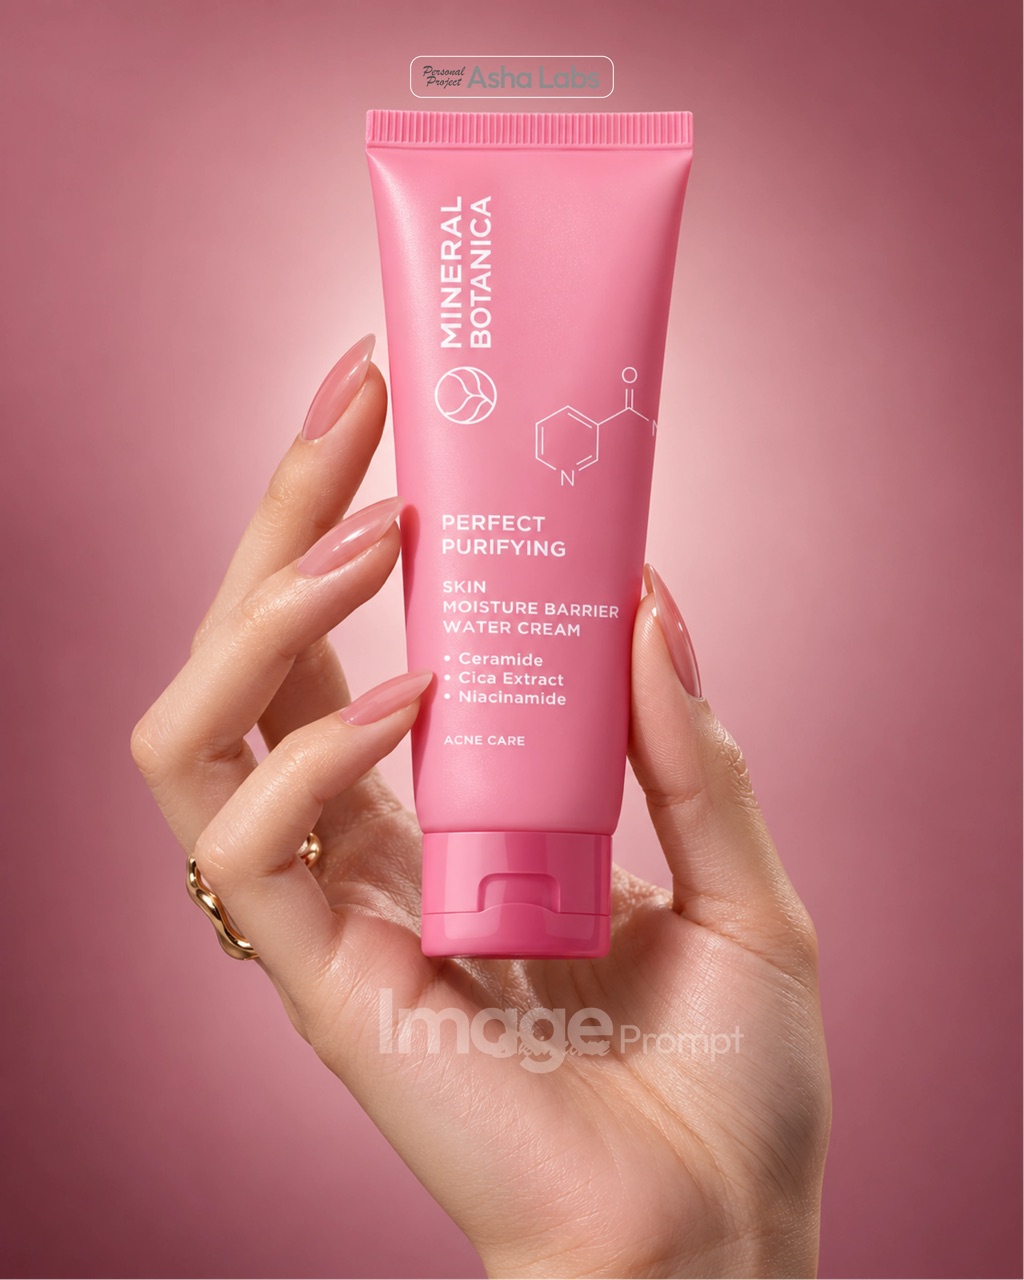 Personal
Project
Asha Labs
MINERAL
BOTANICA
O
N
N
PERFECT
PURIFYING
SKIN
MOISTURE BARRIER
WATER CREAM
• Ceramide
• Cica Extract
• Niacinamide
ACNE CARE
Image Prompt